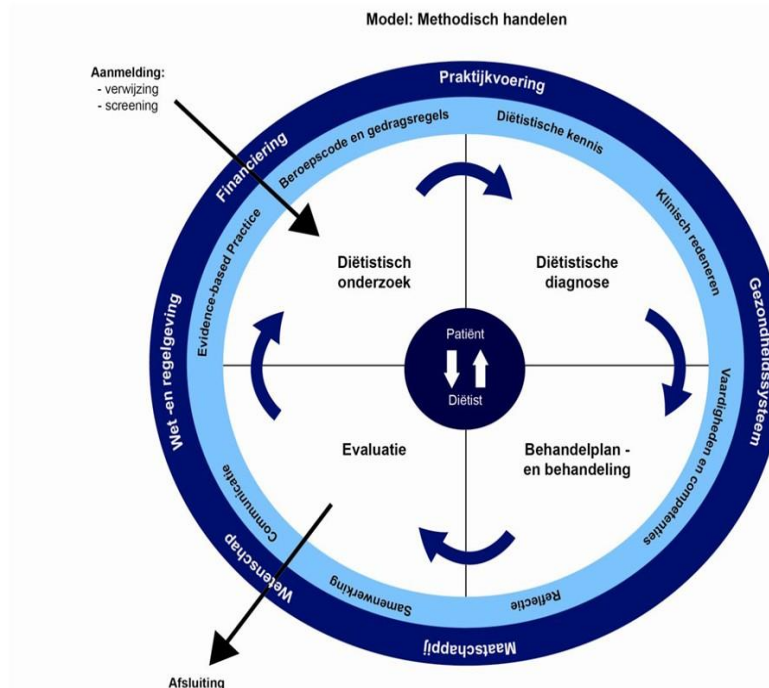 Model: Methodisch handelen
Aanmelding:
- verwijzing
- screening
Praktijkvoering
Financiering
Beroepscode en gedragsregels
Diëtistische kennis
Klinisch redeneren
Evidence-based Practice
Wet -en regelgeving
Gezondheidssysteem
Diëtistisch
onderzoek
Diëtistische
diagnose
Patiënt
Diëtist
Evaluatie
Behandelplan -
en behandeling
Vaardigheden en competenties
Communicatie
Wetenschap
Samenwerking
Reflectie
Maatschappij
Afsluiting